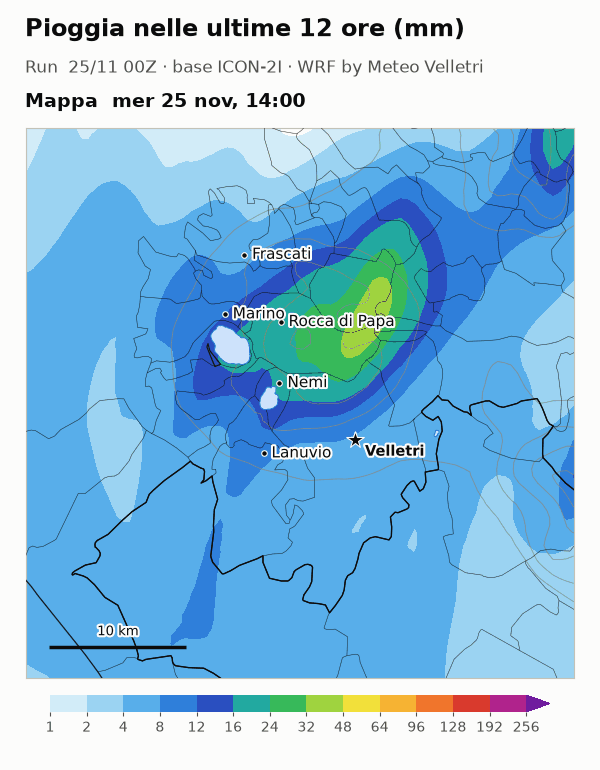 Pioggia nelle ultime 12 ore (mm)
Run  25/11 00Z · base ICON-2I · WRF by Meteo Velletri
Mappa  mer 25 nov, 14:00
Frascati
Marino
Rocca di Papa
Nemi
Velletri
Lanuvio
10 km
1 2 4 8 12 16 24 32 48 64 96 128 192 256